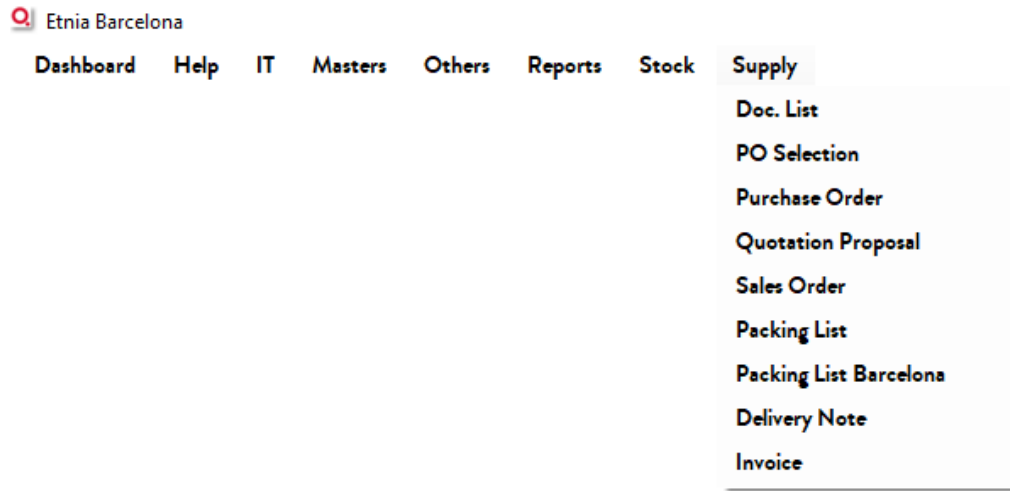 Etnia Barcelona
Dashboard Help IT Masters Others Reports Stock Supply
Doc. List
PO Selection
Purchase Order
Quotation Proposal
Sales Order
Packing List
Packing List Barcelona
Delivery Note
Invoice